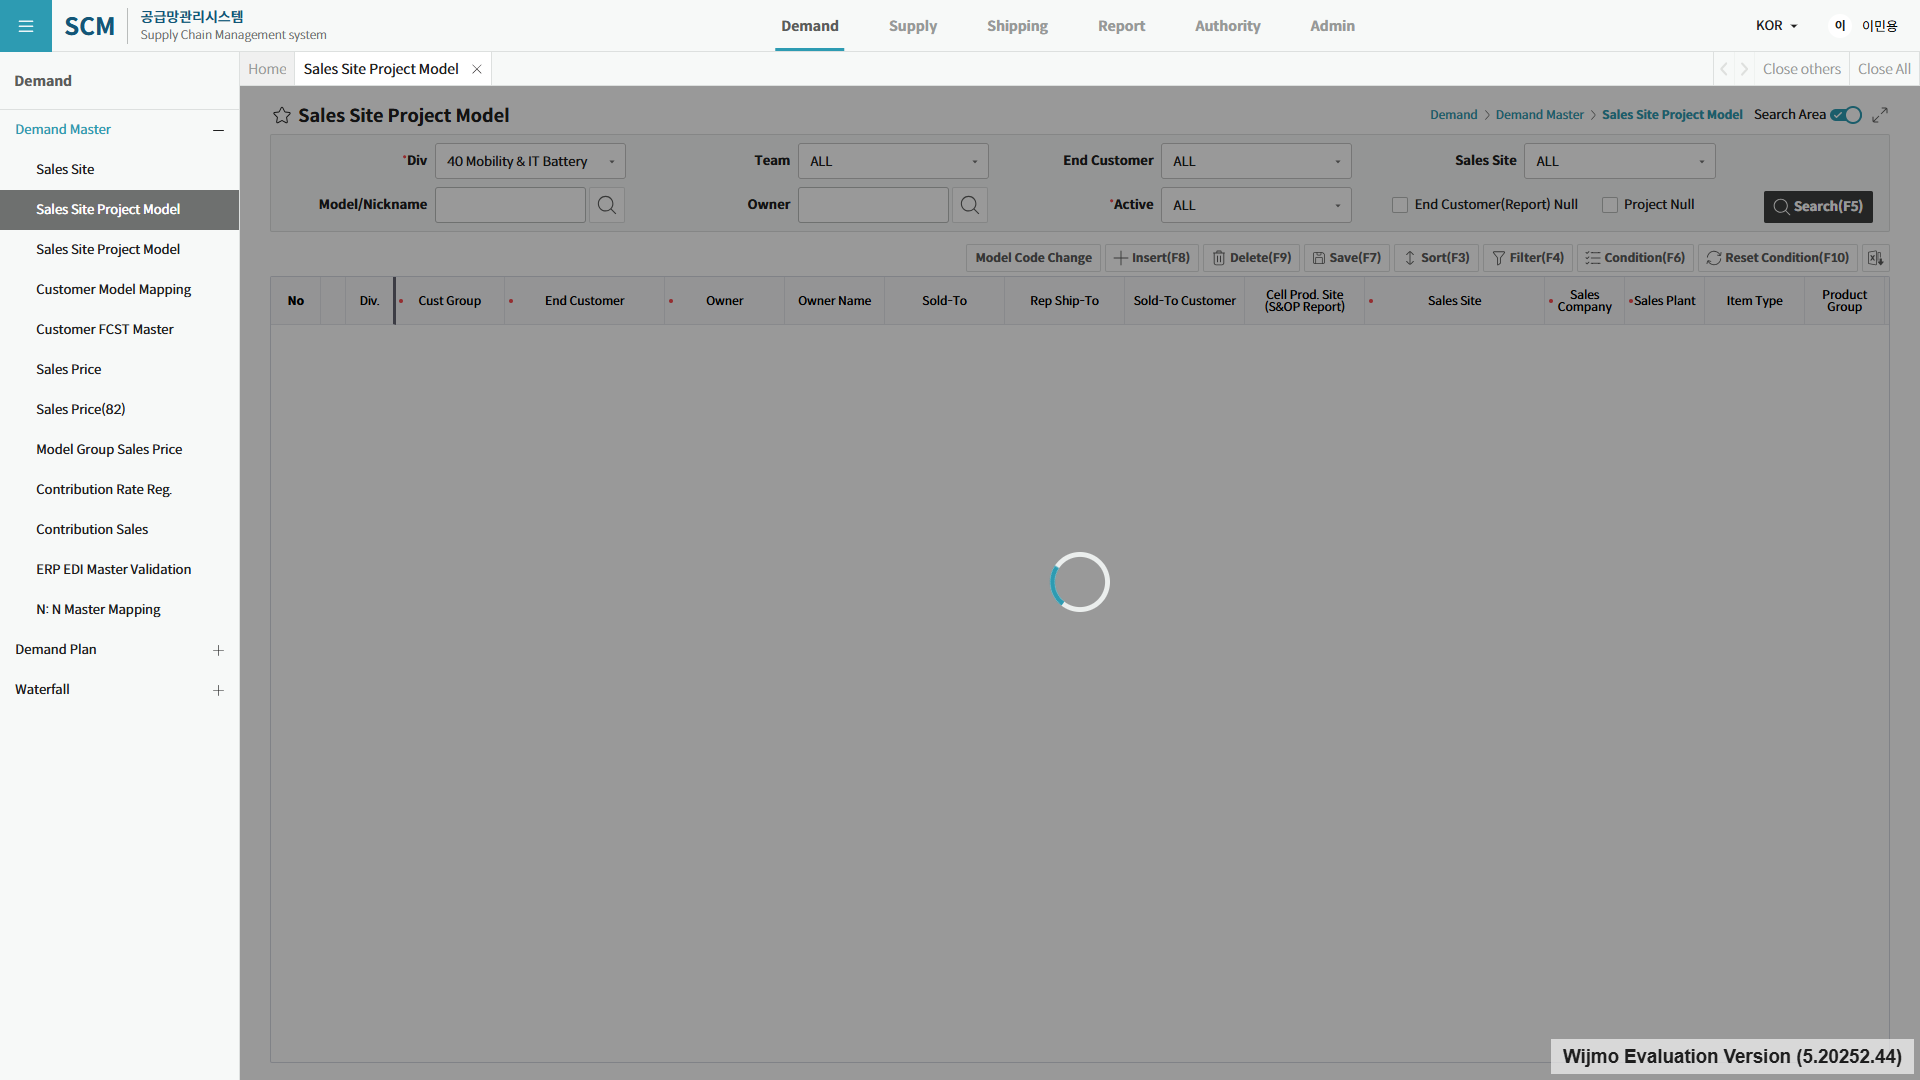 SCM
공급망관리시스템
Supply Chain Management system
Demand
Supply
Shipping
Report
Authority
Admin
KOR
이
이민용
Demand
Home
Sales Site Project Model
Close others
Close All
Demand Master
Sales Site
Sales Site Project Model
Sales Site Project Model
Customer Model Mapping
Customer FCST Master
Sales Price
Sales Price(82)
Model Group Sales Price
Contribution Rate Reg.
Contribution Sales
ERP EDI Master Validation
N: N Master Mapping
Demand Plan
Waterfall
Sales Site Project Model
Demand > Demand Master > Sales Site Project Model
Search Area
*Div
40 Mobility & IT Battery
Team
ALL
End Customer
ALL
Sales Site
ALL
Model/Nickname
Owner
*Active
ALL
End Customer(Report) Null
Project Null
Search(F5)
Model Code Change
Insert(F8)
Delete(F9)
Save(F7)
Sort(F3)
Filter(F4)
Condition(F6)
Reset Condition(F10)
No
Div.
Cust Group
End Customer
Owner
Owner Name
Sold-To
Rep Ship-To
Sold-To Customer
Cell Prod. Site
(S&OP Report)
Sales Site
Sales
Company
Sales Plant
Item Type
Product
Group
Wijmo Evaluation Version (5.20252.44)